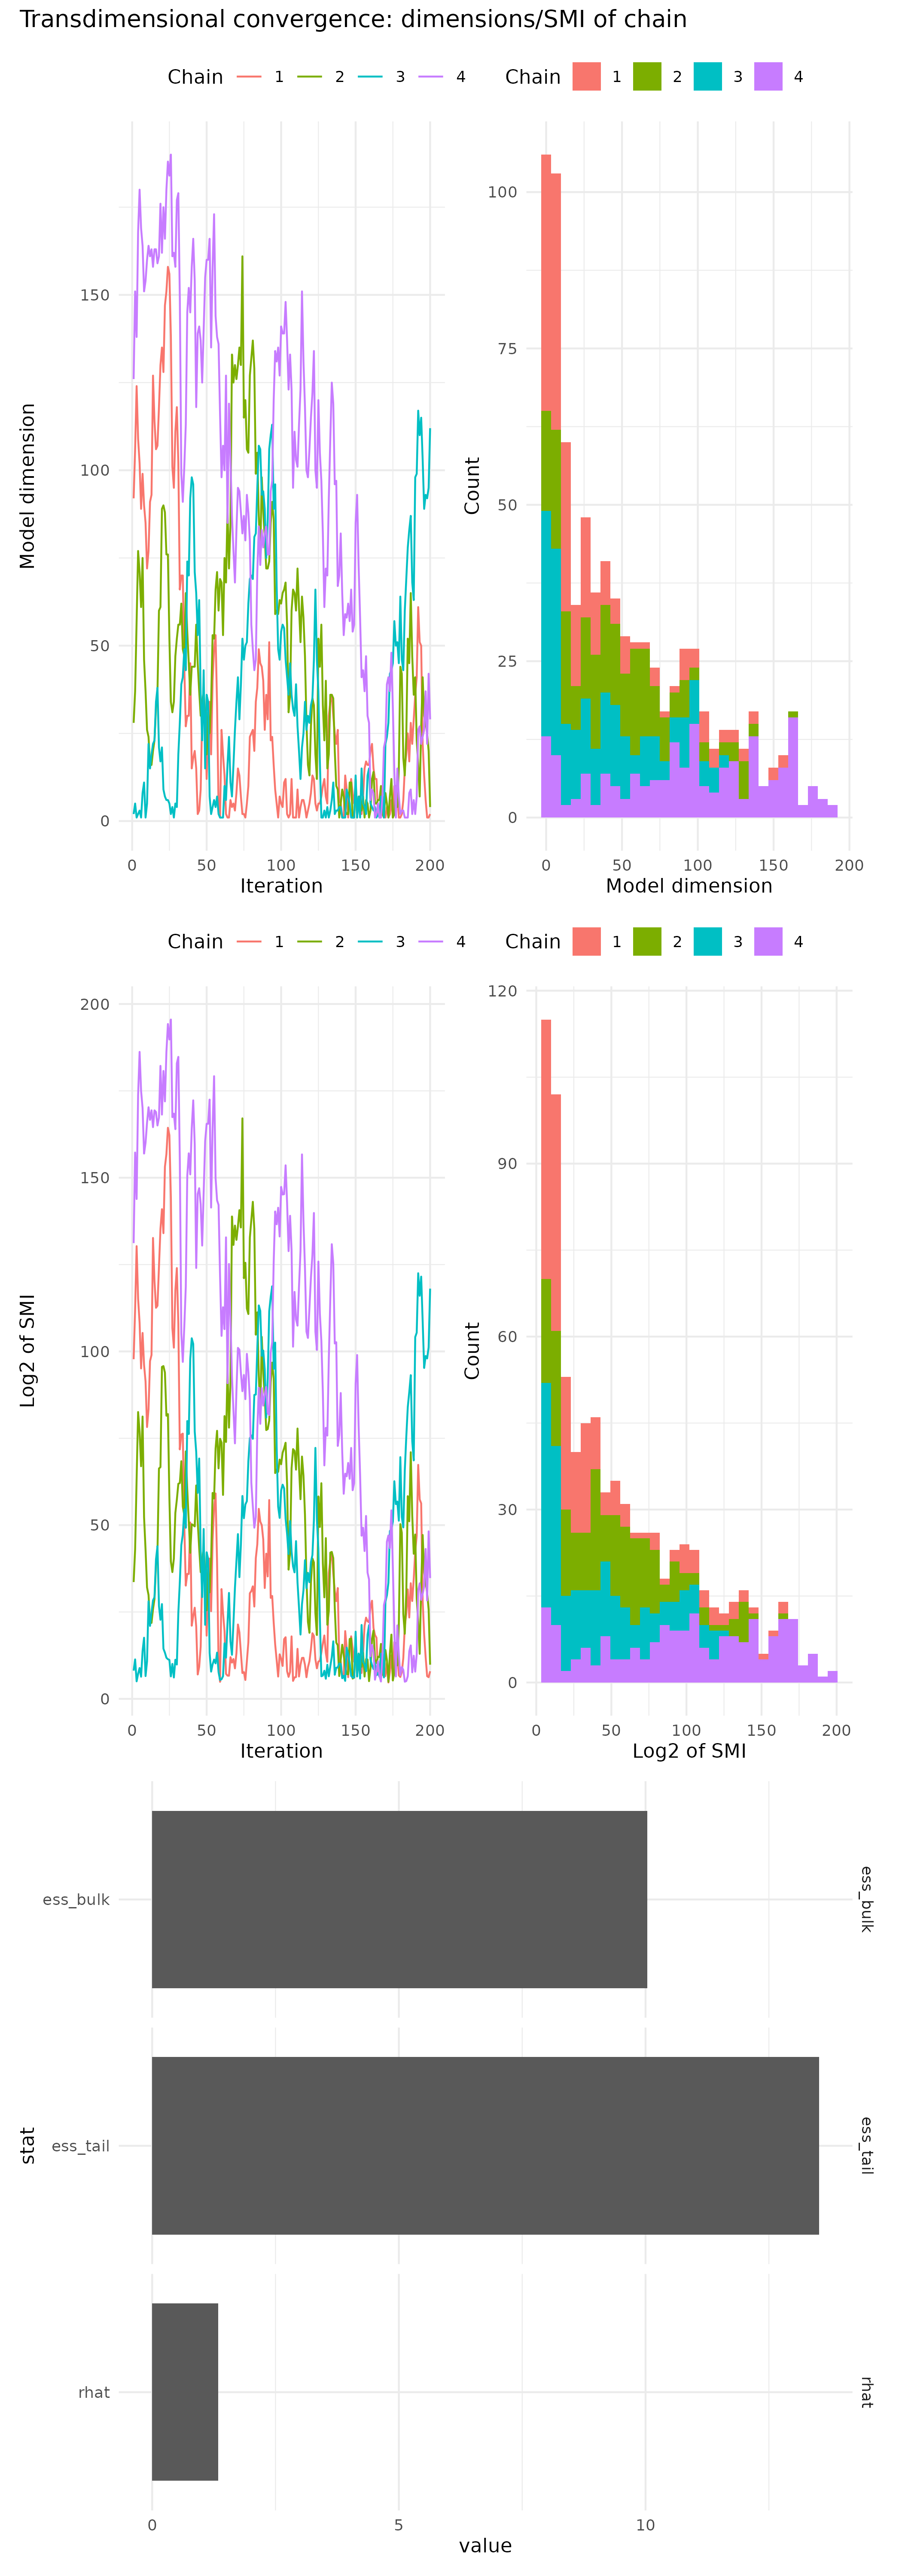 Transdimensional convergence: dimensions/SMI of chain
Chain 1 2 3 4
Chain 1 2 3 4
Model dimension
150
100
50
0
0 50 100 150 200
Iteration
Count
100
75
50
25
0
0 50 100 150 200
Model dimension
Chain 1 2 3 4
Chain 1 2 3 4
Log2 of SMI
200
150
100
50
0
0 50 100 150 200
Iteration
Count
120
90
60
30
0
0 50 100 150 200
Log2 of SMI
stat
ess_bulk
ess_bulk
ess_tail
ess_tail
rhat
rhat
0 5 10
value